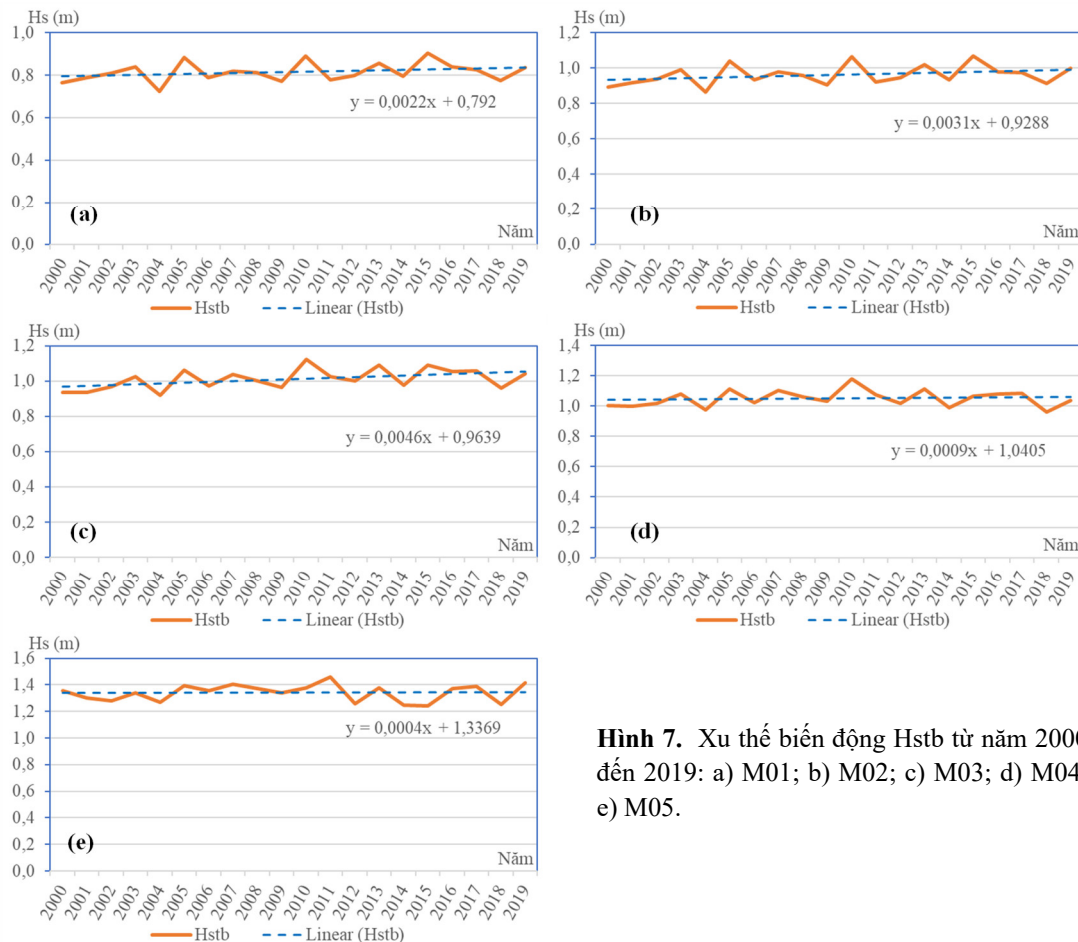 Hs (m)
1,0
0,8
0,6
0,4
0,2
0,0
y = 0,0022x + 0,792
(a)
Năm
2000 2001 2002 2003 2004 2005 2006 2007 2008 2009 2010 2011 2012 2013 2014 2015 2016 2017 2018 2019
Hstb Linear (Hstb)
Hs (m)
1,2
1,0
0,8
0,6
0,4
0,2
0,0
y = 0,0031x + 0,9288
(b)
Năm
2000 2001 2002 2003 2004 2005 2006 2007 2008 2009 2010 2011 2012 2013 2014 2015 2016 2017 2018 2019
Hstb Linear (Hstb)
Hs (m)
1,2
1,0
0,8
0,6
0,4
0,2
0,0
y = 0,0046x + 0,9639
(c)
Năm
2000 2001 2002 2003 2004 2005 2006 2007 2008 2009 2010 2011 2012 2013 2014 2015 2016 2017 2018 2019
Hstb Linear (Hstb)
Hs (m)
1,4
1,2
1,0
0,8
0,6
0,4
0,2
0,0
y = 0,0009x + 1,0405
(d)
Năm
2000 2001 2002 2003 2004 2005 2006 2007 2008 2009 2010 2011 2012 2013 2014 2015 2016 2017 2018 2019
Hstb Linear (Hstb)
Hs (m)
1,6
1,4
1,2
1,0
0,8
0,6
0,4
0,2
0,0
y = 0,0004x + 1,3369
(e)
Năm
2000 2001 2002 2003 2004 2005 2006 2007 2008 2009 2010 2011 2012 2013 2014 2015 2016 2017 2018 2019
Hstb Linear (Hstb)
Hình 7. Xu thế biến động Hstb từ năm 2000
đến 2019: a) M01; b) M02; c) M03; d) M04
e) M05.